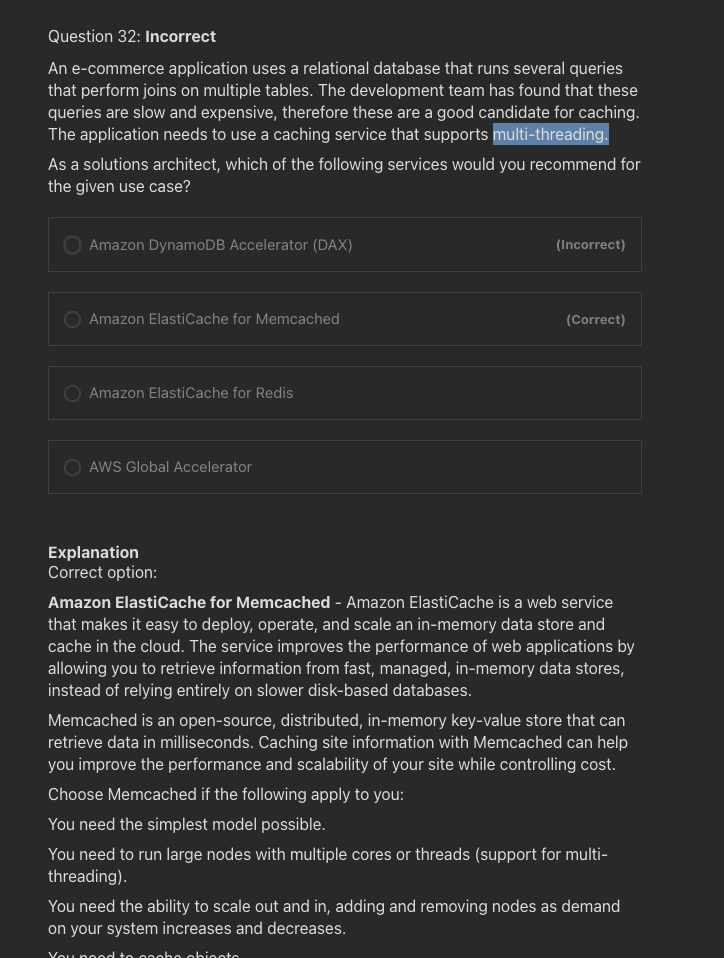 Question 32: Incorrect
An e-commerce application uses a relational database that runs several queries
that perform joins on multiple tables. The development team has found that these
queries are slow and expensive, therefore these are a good candidate for caching.
The application needs to use a caching service that supports multi-threading.
As a solutions architect, which of the following services would you recommend for
the given use case?
Amazon DynamoDB Accelerator (DAX) (Incorrect)
Amazon ElastiCache for Memcached (Correct)
Amazon ElastiCache for Redis
AWS Global Accelerator
Explanation
Correct option:
Amazon ElastiCache for Memcached - Amazon ElastiCache is a web service
that makes it easy to deploy, operate, and scale an in-memory data store and
cache in the cloud. The service improves the performance of web applications by
allowing you to retrieve information from fast, managed, in-memory data stores,
instead of relying entirely on slower disk-based databases.
Memcached is an open-source, distributed, in-memory key-value store that can
retrieve data in milliseconds. Caching site information with Memcached can help
you improve the performance and scalability of your site while controlling cost.
Choose Memcached if the following apply to you:
You need the simplest model possible.
You need to run large nodes with multiple cores or threads (support for multi-
threading).
You need the ability to scale out and in, adding and removing nodes as demand
on your system increases and decreases.
You need to cache objects.